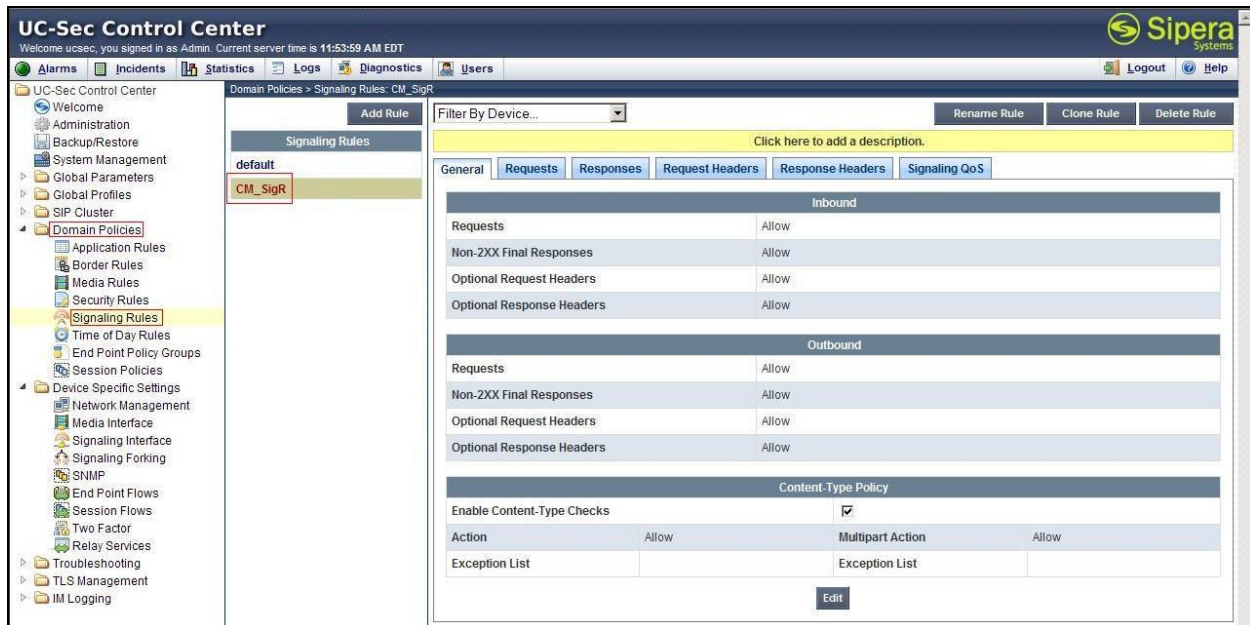 UC-Sec Control Center
Welcome ucsec, you signed in as Admin. Current server time is 11:53:59 AM EDT
Sipera
Systems
Alarms Incidents Statistics Logs Diagnostics Users Logout Help
UC-Sec Control Center
Welcome
Administration
Backup/Restore
System Management
Global Parameters
Global Profiles
SIP Cluster
Domain Policies
Application Rules
Border Rules
Media Rules
Security Rules
Signaling Rules
Time of Day Rules
End Point Policy Groups
Session Policies
Device Specific Settings
Network Management
Media Interface
Signaling Interface
Signaling Forking
SNMP
End Point Flows
Session Flows
Two Factor
Relay Services
Troubleshooting
TLS Management
IM Logging
Domain Policies > Signaling Rules: CM_SigR
Add Rule
Signaling Rules
default
CM_SigR
Filter By Device... Rename Rule Clone Rule Delete Rule
Click here to add a description.
General Requests Responses Request Headers Response Headers Signaling QoS
Inbound
Requests Allow
Non-2XX Final Responses Allow
Optional Request Headers Allow
Optional Response Headers Allow
Outbound
Requests Allow
Non-2XX Final Responses Allow
Optional Request Headers Allow
Optional Response Headers Allow
Content-Type Policy
Enable Content-Type Checks
Action Allow Multipart Action Allow
Exception List Exception List
Edit